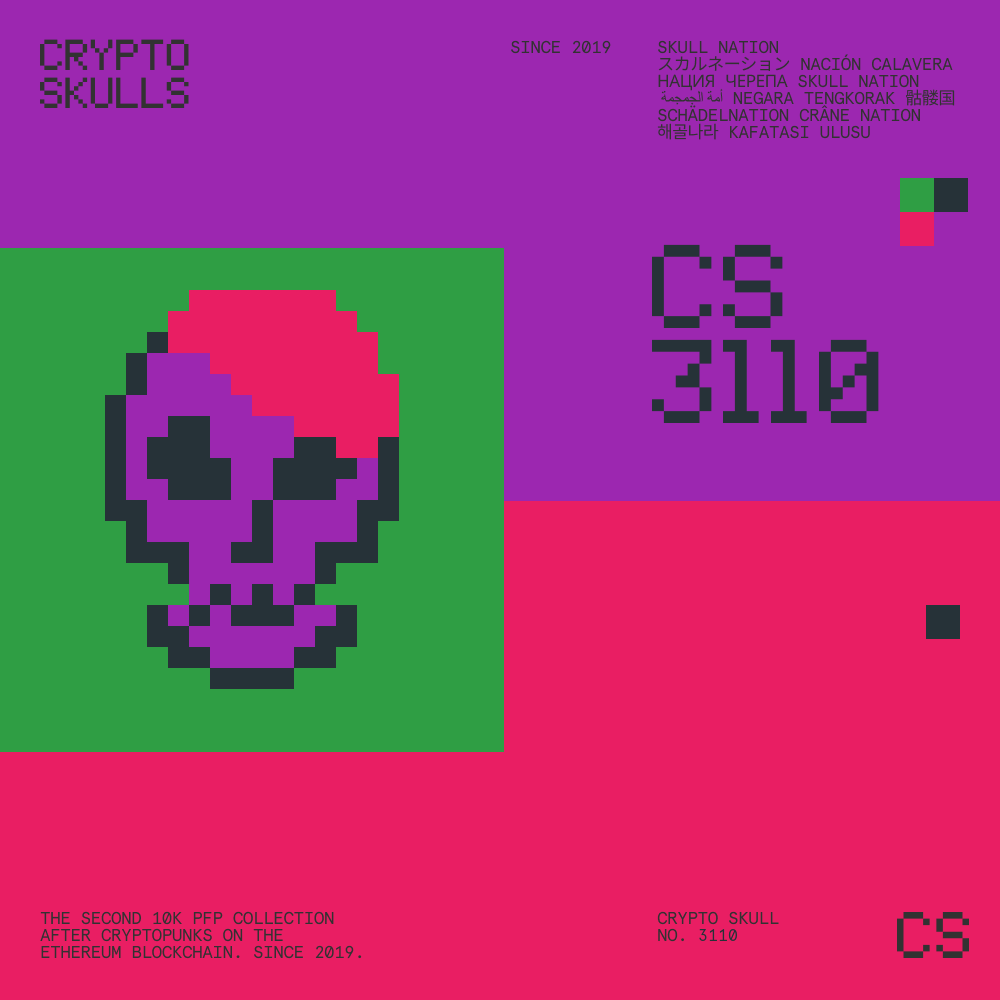 CRYPTO
SKULLS
SINCE 2019
SKULL NATION
スカルネーション NACIÓN CALAVERA
НАЦИЯ ЧЕРЕПА SKULL NATION
أمة الجمجمة NEGARA TENGKORAK 骷髅国
SCHÄDELNATION CRÂNE NATION
해골나라 KAFATASI ULUSU
CS
3110
THE SECOND 10K PFP COLLECTION
AFTER CRYPTOPUNKS ON THE
ETHEREUM BLOCKCHAIN. SINCE 2019.
CRYPTO SKULL
NO. 3110
CS